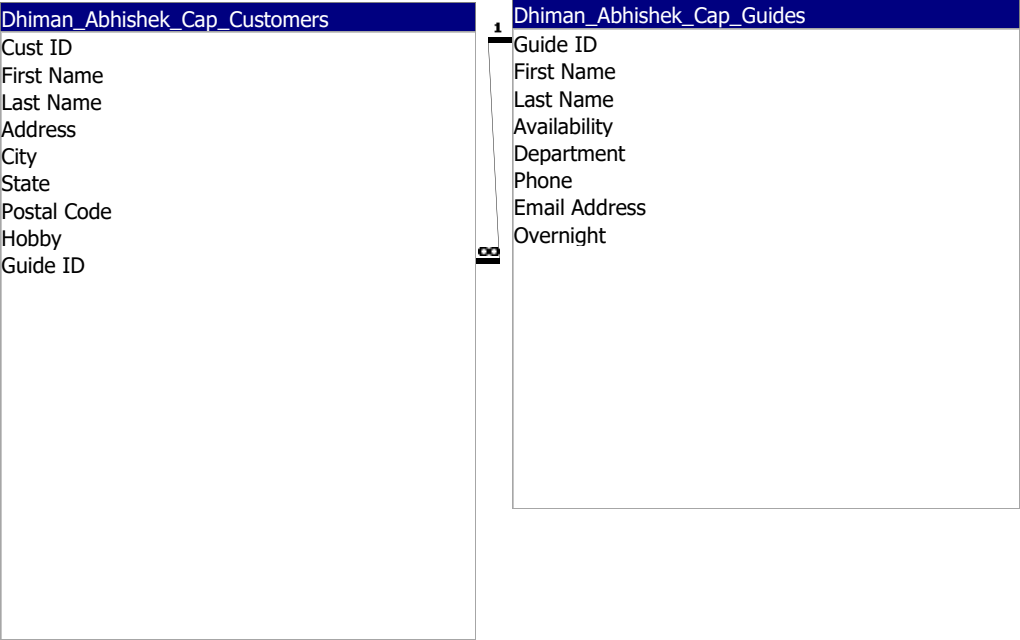 Dhiman_Abhishek_Cap_Customers
Cust ID
First Name
Last Name
Address
City
State
Postal Code
Hobby
Guide ID
1
∞
Dhiman_Abhishek_Cap_Guides
Guide ID
First Name
Last Name
Availability
Department
Phone
Email Address
Overnight